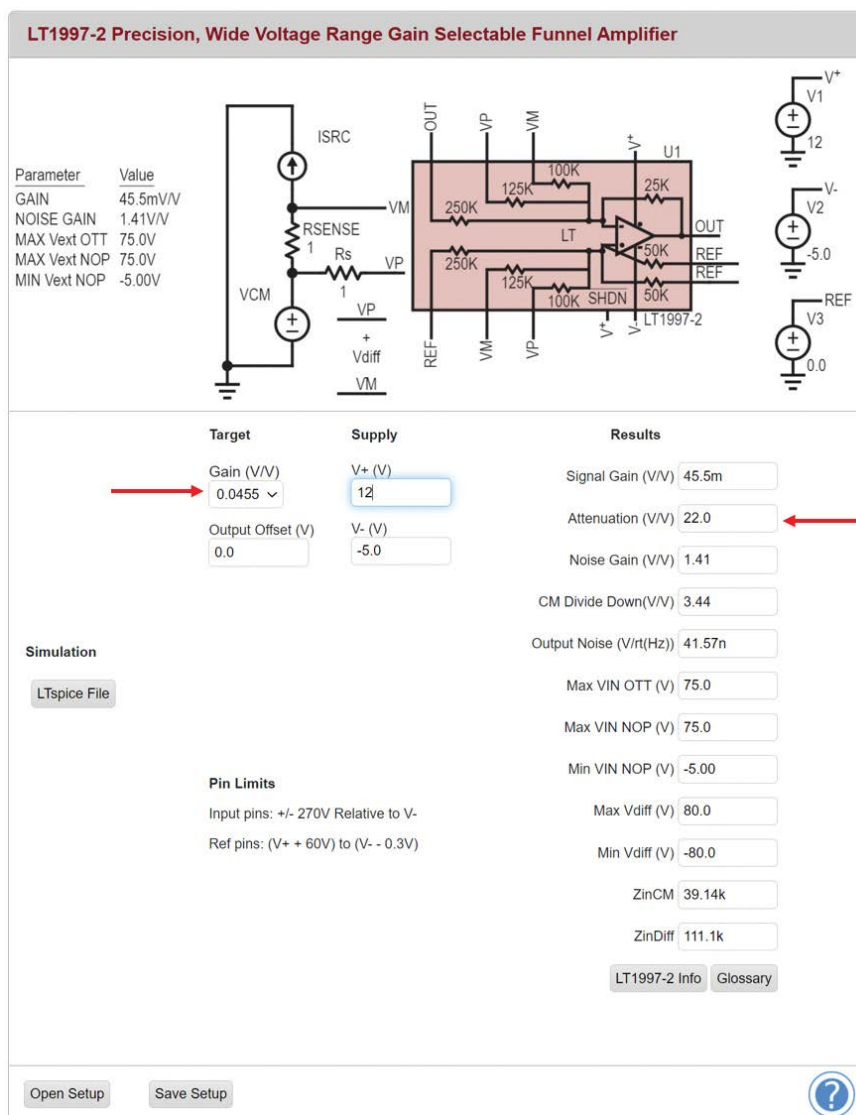 LT1997-2 Precision, Wide Voltage Range Gain Selectable Funnel Amplifier
Parameter Value
GAIN 45.5mV/V
NOISE GAIN 1.41V/V
MAX Vext OTT 75.0V
MAX Vext NOP 75.0V
MIN Vext NOP -5.00V
ISRC
VM
RSENSE
1
Rs
VP
1
VCM
VP
+
Vdiff
VM
OUT
VP
VM
V+
U1
100K
125K
25K
250K
LT
OUT
50K
REF
REF
250K
125K
100K
SHDN
50K
LT1997-2
REF
VM
VP
V+
V-
V+
V1
12
V-
V2
-5.0
REF
V3
0.0
Target Supply Results
Gain (V/V) V+ (V)
0.0455 12
Output Offset (V) V- (V)
0.0 -5.0
Signal Gain (V/V) 45.5m
Attenuation (V/V) 22.0
Noise Gain (V/V) 1.41
CM Divide Down(V/V) 3.44
Simulation
Output Noise (V/rt(Hz)) 41.57n
LTspice File
Max VIN OTT (V) 75.0
Max VIN NOP (V) 75.0
Min VIN NOP (V) -5.00
Pin Limits
Input pins: +/- 270V Relative to V-
Ref pins: (V+ + 60V) to (V- - 0.3V)
Max Vdiff (V) 80.0
Min Vdiff (V) -80.0
ZinCM 39.14k
ZinDiff 111.1k
LT1997-2 Info Glossary
Open Setup Save Setup
?